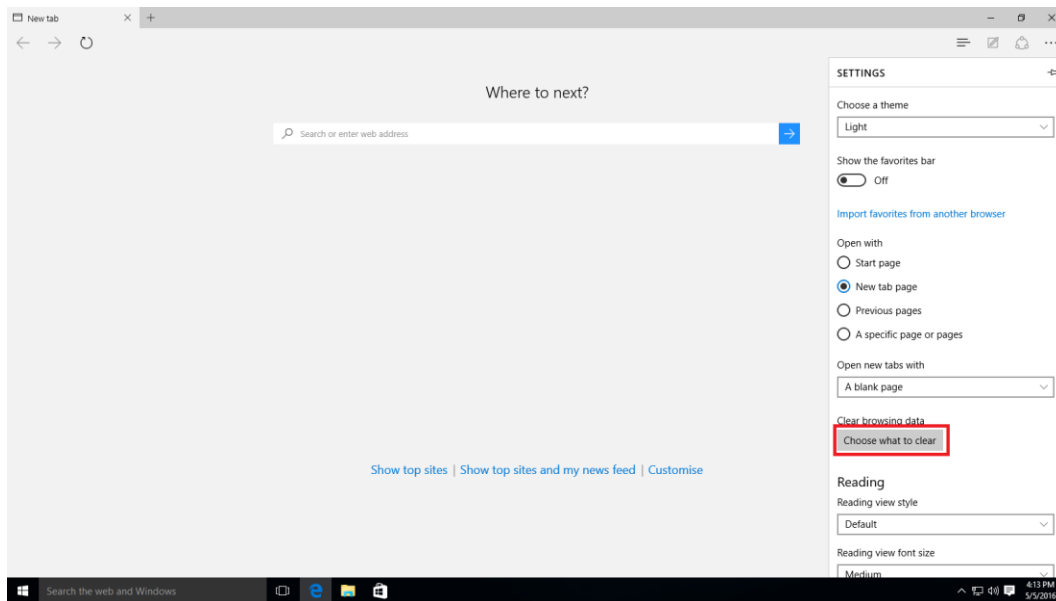 New tab
Where to next?
Search or enter web address
Show top sites | Show top sites and my news feed | Customise
SETTINGS
Choose a theme
Light
Show the favorites bar
Off
Import favorites from another browser
Open with
Start page
New tab page
Previous pages
A specific page or pages
Open new tabs with
A blank page
Clear browsing data
Choose what to clear
Reading
Reading view style
Default
Reading view font size
Medium
Search the web and Windows
4:13 PM
5/5/2016